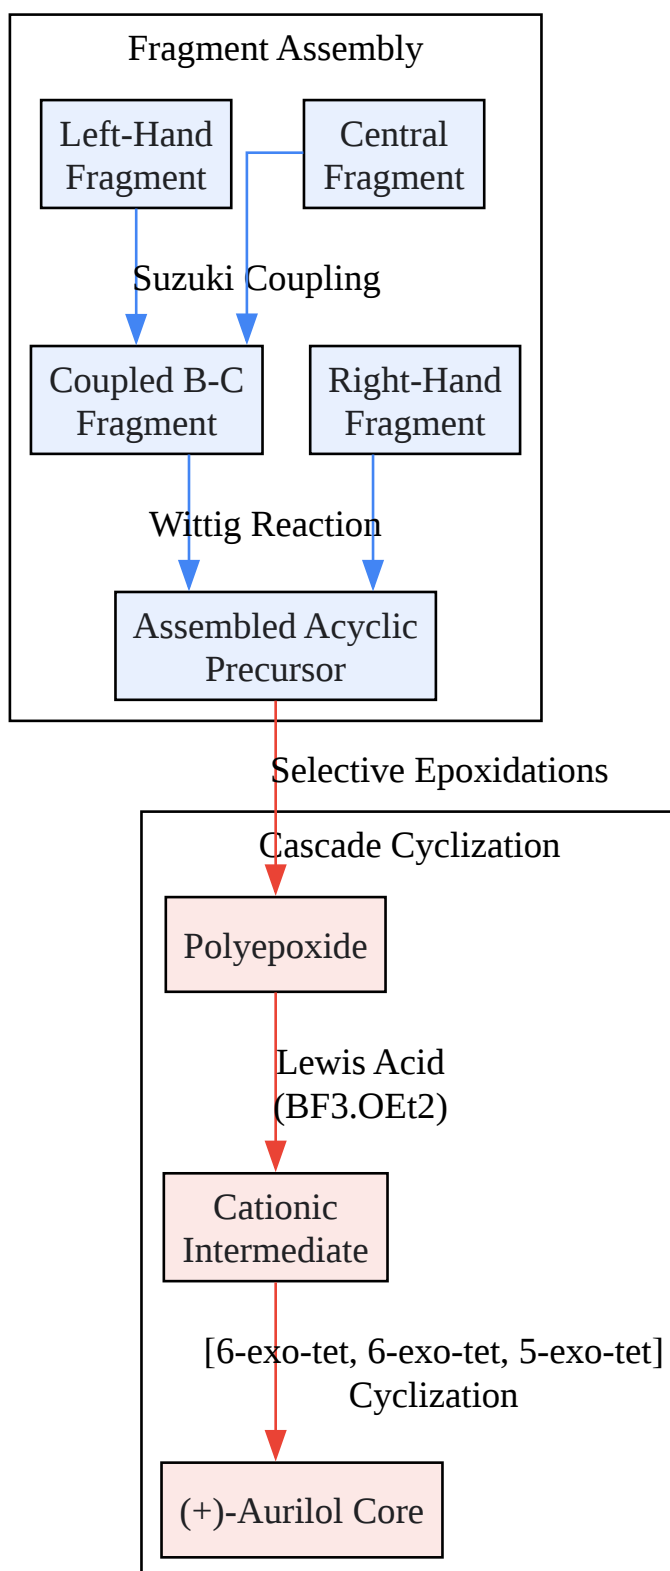 Fragment Assembly
Left-Hand
Fragment
Central
Fragment
Suzuki Coupling
Coupled B-C
Fragment
Right-Hand
Fragment
Wittig Reaction
Assembled Acyclic
Precursor
Selective Epoxidations
Cascade Cyclization
Polyepoxide
Lewis Acid
(BF3.OEt2)
Cationic
Intermediate
[6-exo-tet, 6-exo-tet, 5-exo-tet]
Cyclization
(+)-Aurilol Core